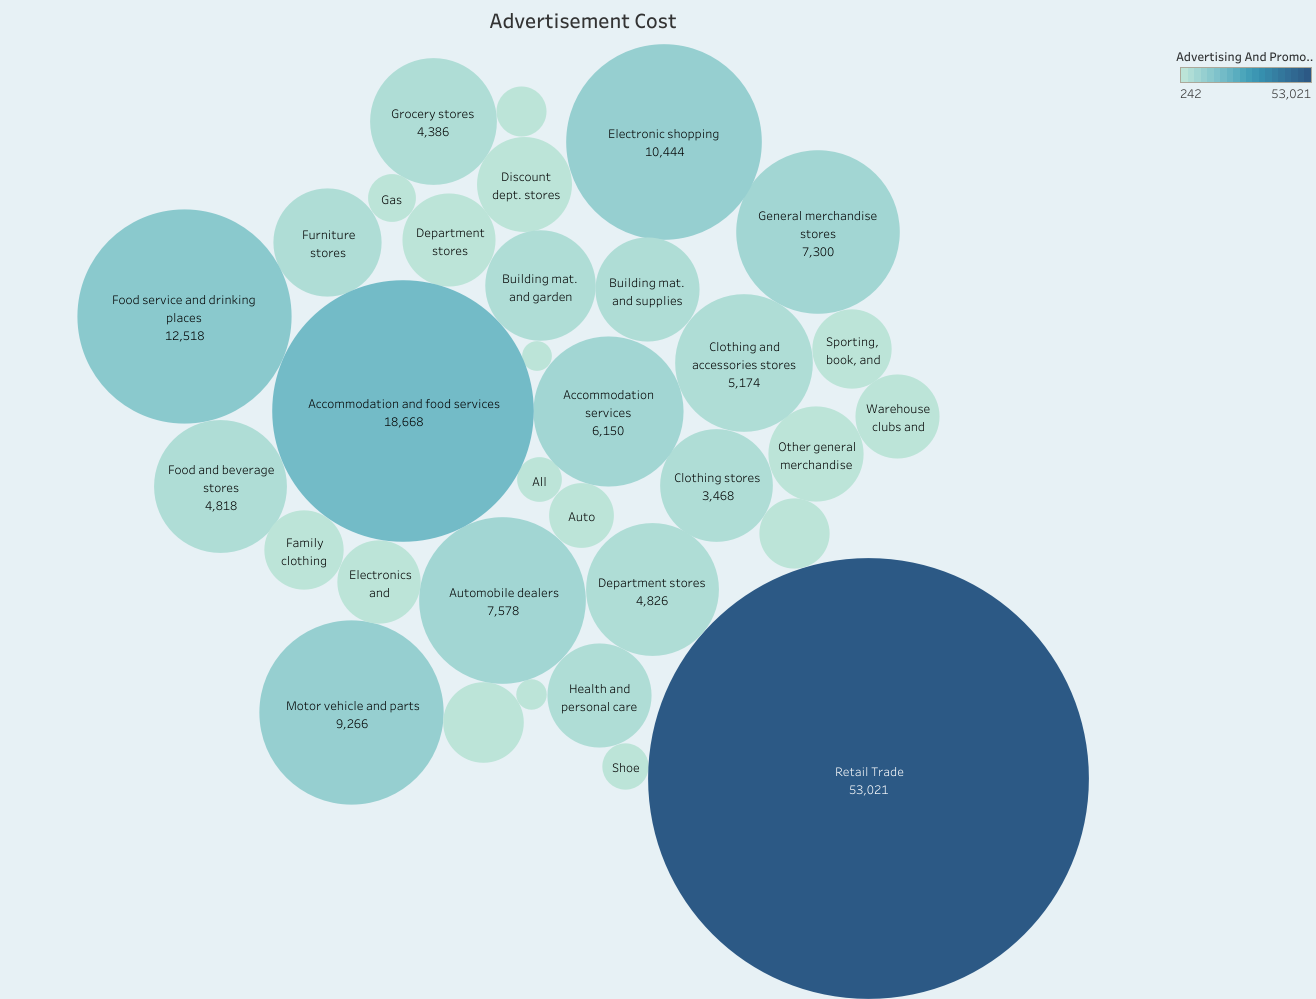 Advertisement Cost
Advertising And Promo..
242
53,021
Grocery stores
4,386
Electronic shopping
10,444
Discount
dept. stores
Gas
General merchandise
stores
7,300
Furniture
stores
Department
stores
Building mat.
and garden
Building mat.
and supplies
Food service and drinking
places
12,518
Clothing and
accessories stores
5,174
Sporting,
book, and
Accommodation and food services
18,668
Accommodation
services
6,150
Warehouse
clubs and
Other general
merchandise
Food and beverage
stores
4,818
All
Clothing stores
3,468
Auto
Family
clothing
Electronics
and
Automobile dealers
7,578
Department stores
4,826
Motor vehicle and parts
9,266
Health and
personal care
Shoe
Retail Trade
53,021